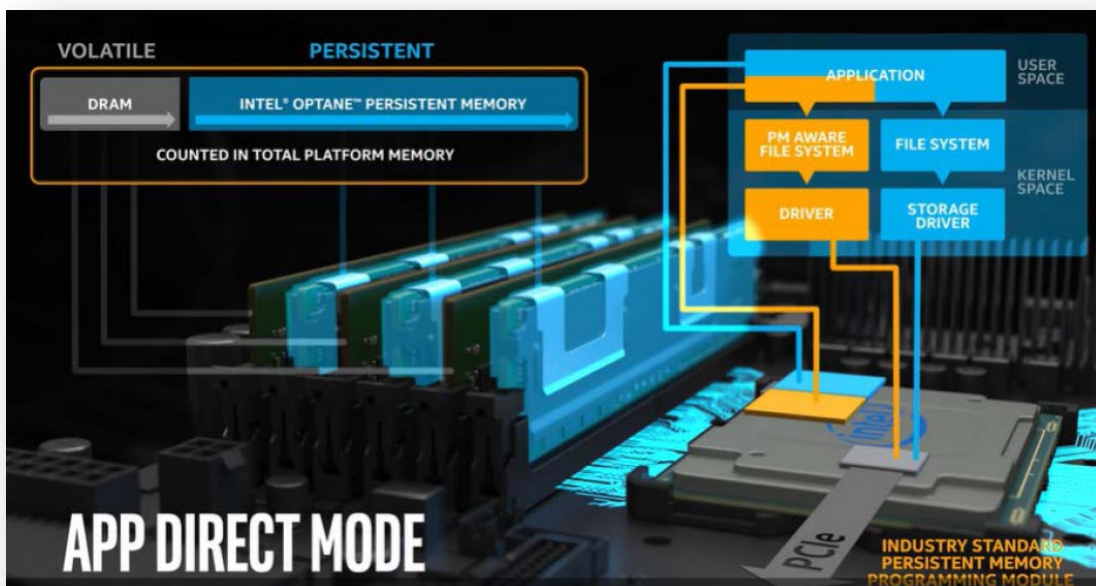 VOLATILE
PERSISTENT
DRAM
INTEL® OPTANE™ PERSISTENT MEMORY
COUNTED IN TOTAL PLATFORM MEMORY
APPLICATION
USER
SPACE
PM AWARE
FILE SYSTEM
FILE SYSTEM
KERNEL
SPACE
DRIVER
STORAGE
DRIVER
intel
PCIe
APP DIRECT MODE
INDUSTRY STANDARD
PERSISTENT MEMORY
PROGRAMMING MODULE